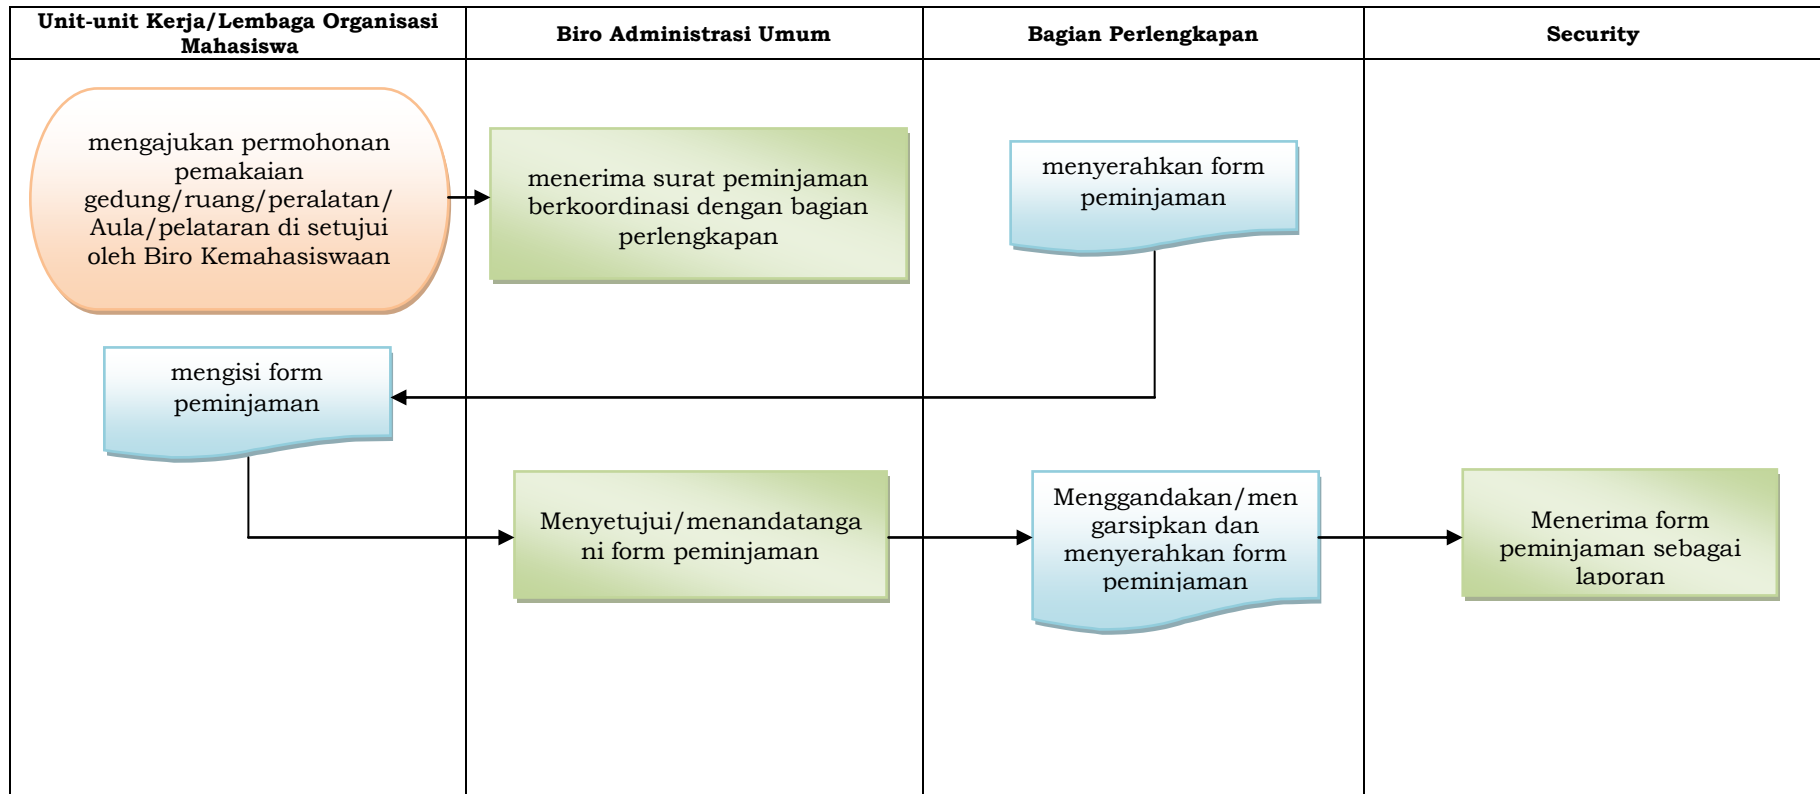 Unit-unit Kerja/Lembaga Organisasi
Mahasiswa
Biro Administrasi Umum
Bagian Perlengkapan
Security
mengajukan permohonan
pemakaian
gedung/ruang/peralatan/
Aula/pelataran di setujui
oleh Biro Kemahasiswaan
menerima surat peminjaman
berkoordinasi dengan bagian
perlengkapan
menyerahkan form
peminjaman
mengisi form
peminjaman
Menyetujui/menandatanga
ni form peminjaman
Menggandakan/men
garsipkan dan
menyerahkan form
peminjaman
Menerima form
peminjaman sebagai
laporan